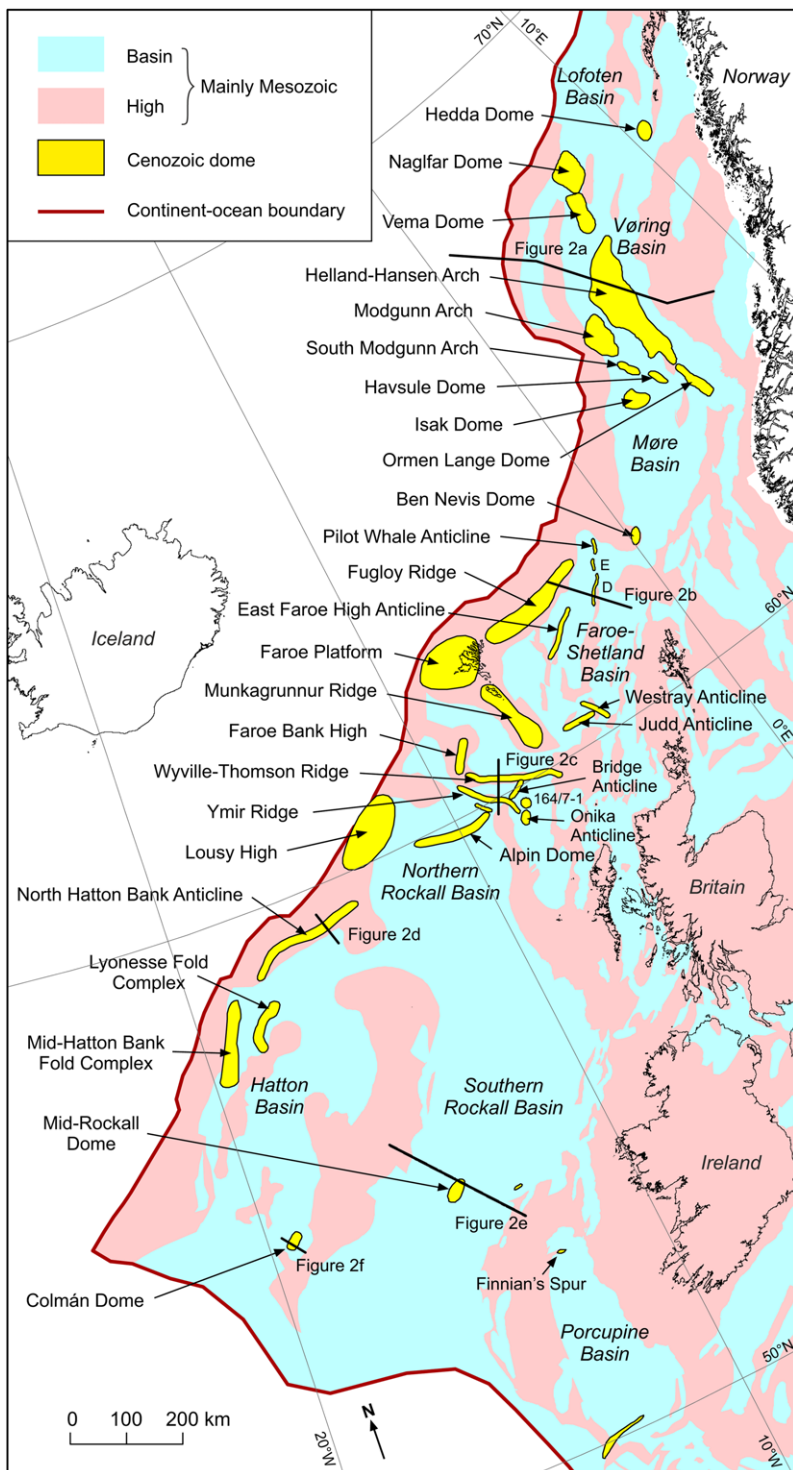 Basin
High
Mainly Mesozoic
Cenozoic dome
Continent-ocean boundary
70°N
10°E
Lofoten
Basin
Norway
Hedda Dome
Naglfar Dome
Vema Dome
Vøring
Basin
Figure 2a
Helland-Hansen Arch
Modgunn Arch
South Modgunn Arch
Havsule Dome
Isak Dome
Ormen Lange Dome
Møre
Basin
Ben Nevis Dome
Pilot Whale Anticline
E
D
Fugloy Ridge
Figure 2b
60°N
East Faroe High Anticline
Iceland
Faroe-
Shetland
Basin
Faroe Platform
Munkagrunnur Ridge
Westray Anticline
Judd Anticline
0°E
Faroe Bank High
Figure 2c
Wyville-Thomson Ridge
Bridge
Anticline
Ymir Ridge
164/7-1
Onika
Anticline
Lousy High
Alpin Dome
Northern
Rockall Basin
Britain
North Hatton Bank Anticline
Figure 2d
Lyonesse Fold
Complex
Mid-Hatton Bank
Fold Complex
Hatton
Basin
Southern
Rockall Basin
Mid-Rockall
Dome
Ireland
Figure 2e
Figure 2f
Colmán Dome
Finnian's Spur
Porcupine
Basin
50°N
0 100 200 km
N
20°W
10°W